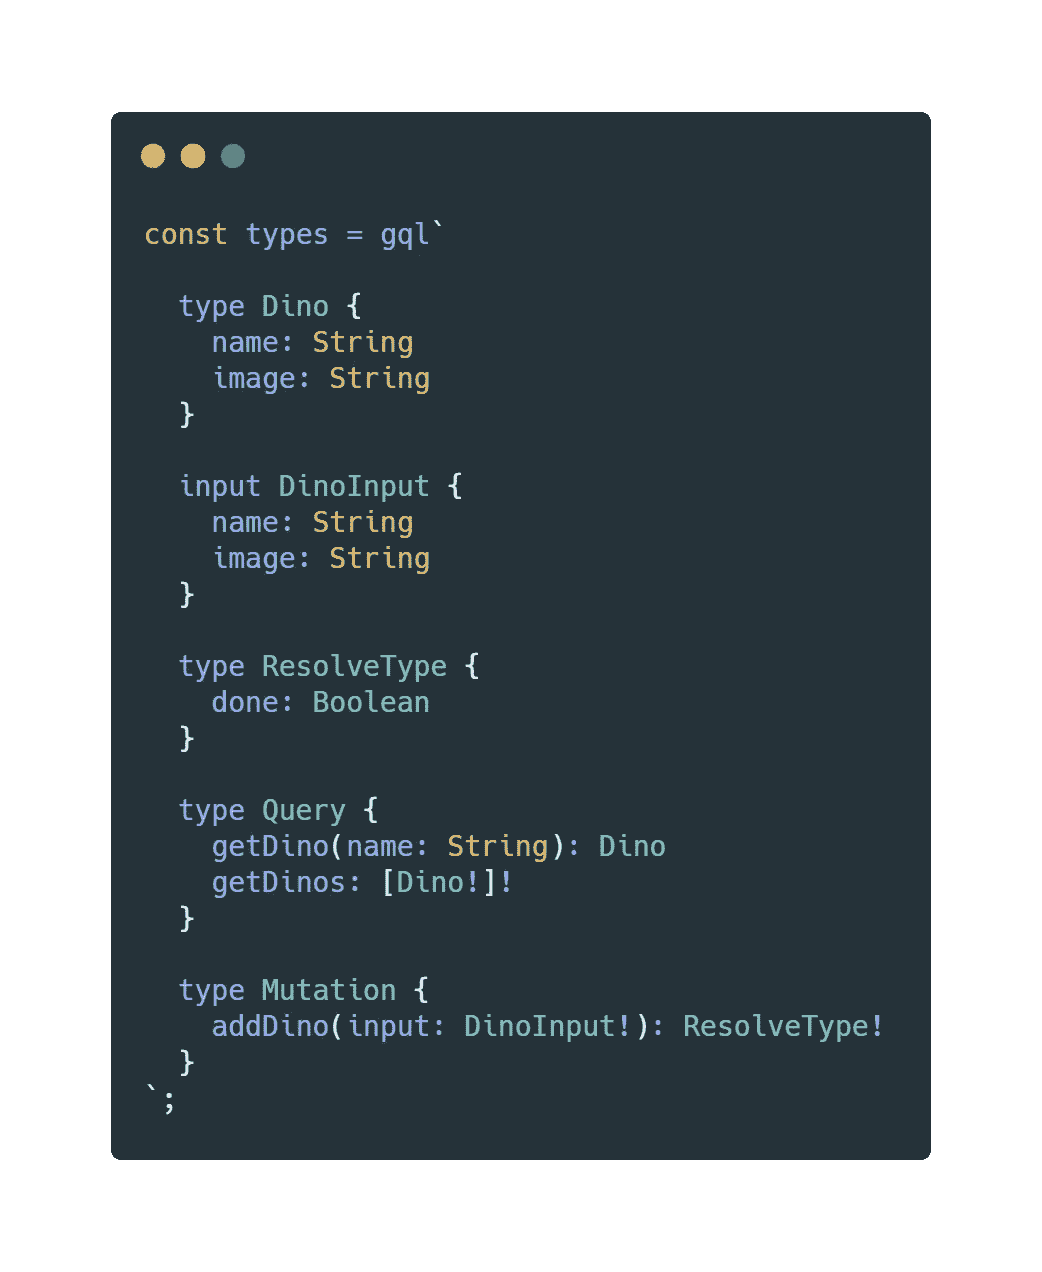 const types = gql`
  type Dino {
    name: String
    image: String
  }
  input DinoInput {
    name: String
    image: String
  }
  type ResolveType {
    done: Boolean
  }
  type Query {
    getDino(name: String): Dino
    getDinos: [Dino!]!
  }
  type Mutation {
    addDino(input: DinoInput!): ResolveType!
  }
`;